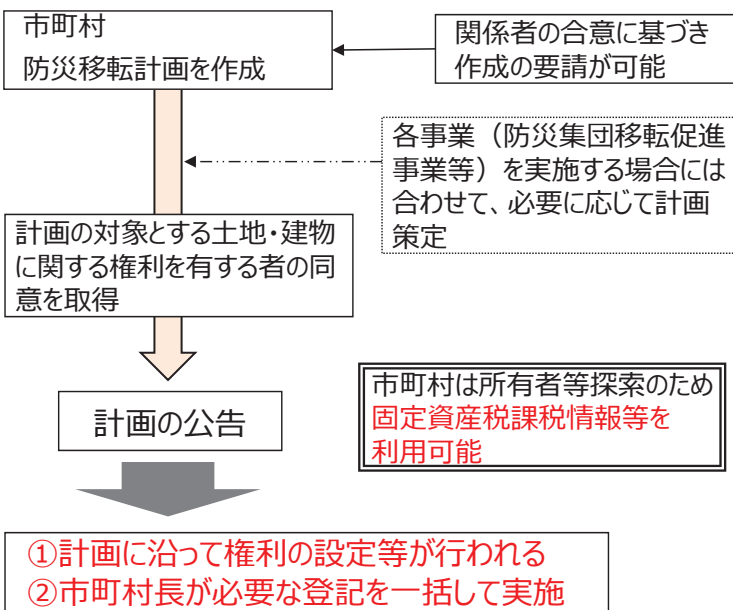 市町村
防災移転計画を作成
関係者の合意に基づき
作成の要請が可能
各事業（防災集団移転促進
事業等）を実施する場合には
合わせて、必要に応じて計画
策定
計画の対象とする土地・建物
に関する権利を有する者の同
意を取得
計画の公告
市町村は所有者等探索のため
固定資産税課税情報等を
利用可能
①計画に沿って権利の設定等が行われる
②市町村長が必要な登記を一括して実施